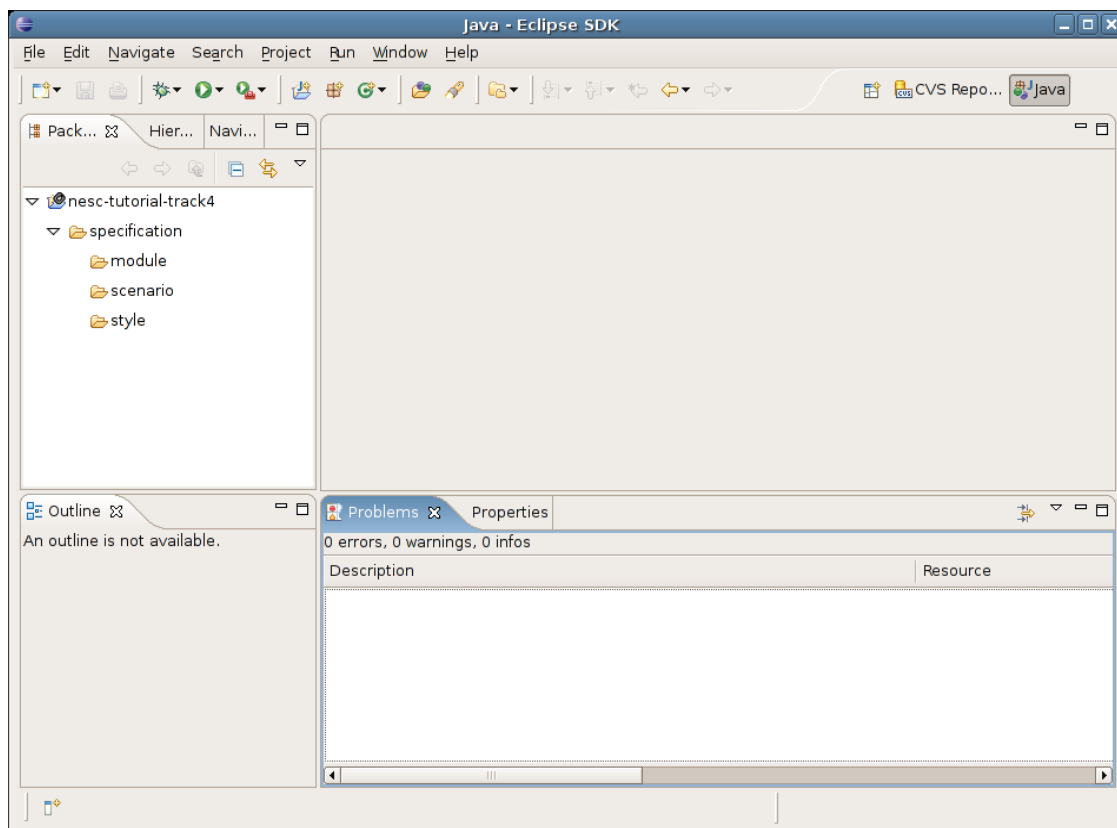 Java - Eclipse SDK
File Edit Navigate Search Project Run Window Help
CVS Repo... Java
Pack... Hier... Navi...
nesc-tutorial-track4
specification
module
scenario
style
Outline
An outline is not available.
Problems Properties
0 errors, 0 warnings, 0 infos
Description Resource